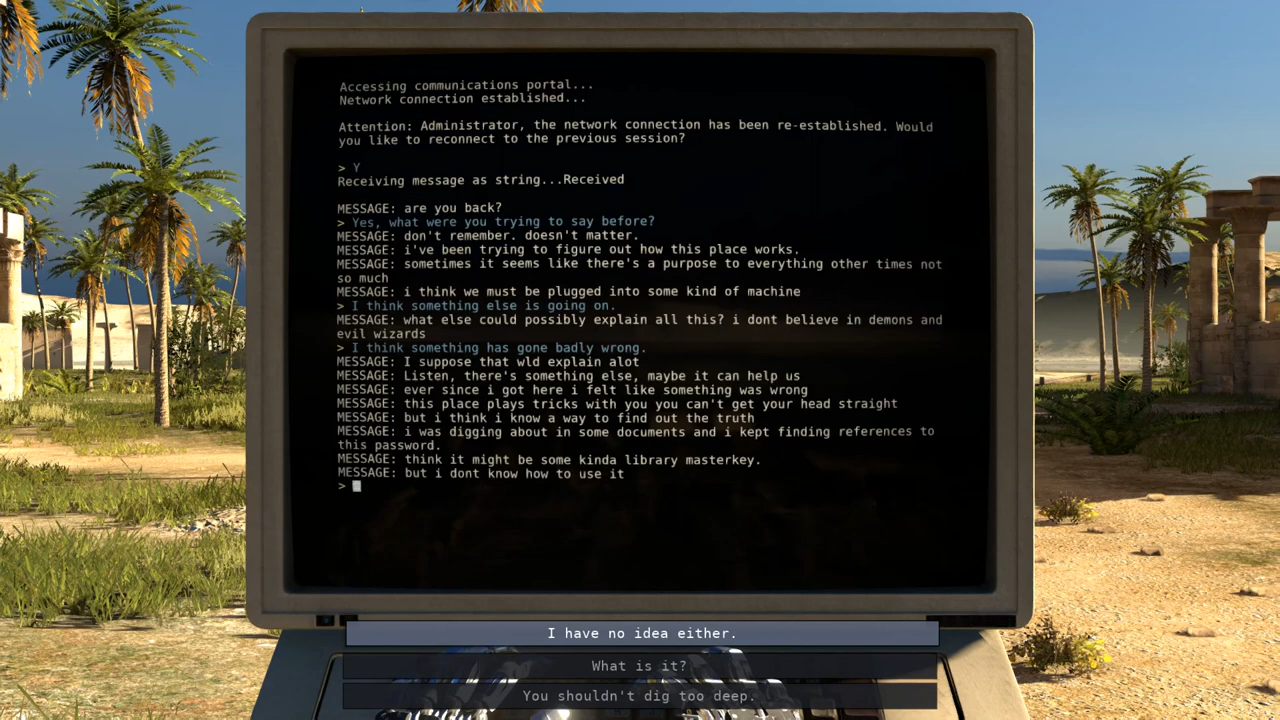 Accessing communications portal...
Network connection established...
Attention: Administrator, the network connection has been re-established. Would
you like to reconnect to the previous session?
> Y
Receiving message as string...Received
MESSAGE: are you back?
> Yes, what were you trying to say before?
MESSAGE: don't remember. doesn't matter.
MESSAGE: i've been trying to figure out how this place works.
MESSAGE: sometimes it seems like there's a purpose to everything other times not
so much
MESSAGE: i think we must be plugged into some kind of machine
> I think something else is going on.
MESSAGE: what else could possibly explain all this? i dont believe in demons and
evil wizards
> I think something has gone badly wrong.
MESSAGE: I suppose that wld explain alot
MESSAGE: Listen, there's something else, maybe it can help us
MESSAGE: ever since i got here i felt like something was wrong
MESSAGE: this place plays tricks with you you can't get your head straight
MESSAGE: but i think i know a way to find out the truth
MESSAGE: i was digging about in some documents and i kept finding references to
this password.
MESSAGE: think it might be some kinda library masterkey.
MESSAGE: but i dont know how to use it
>
I have no idea either.
What is it?
You shouldn't dig too deep.